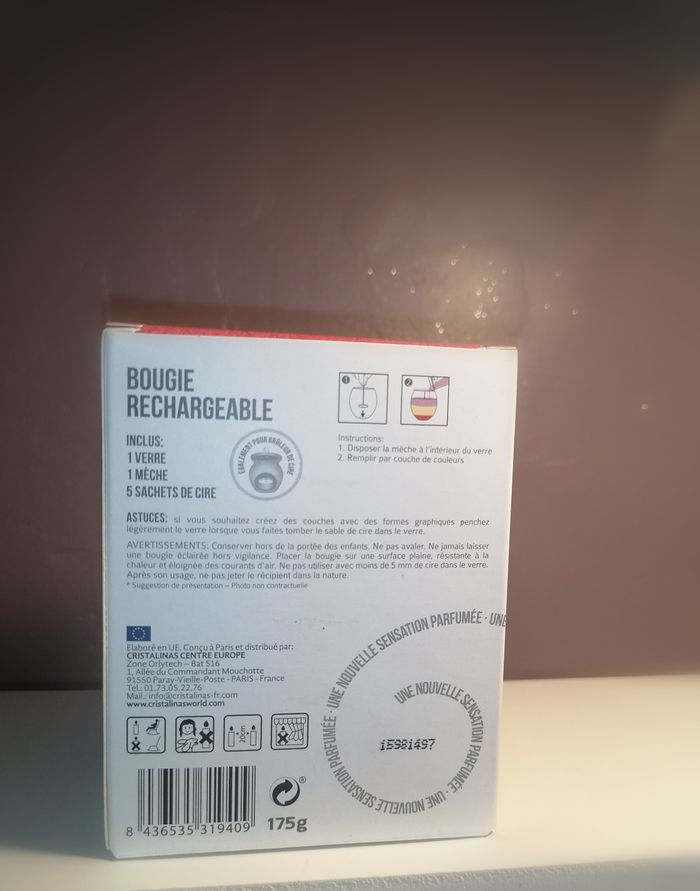 BOUGIE
RECHARGEABLE
INCLUS:
1 VERRE
1 MÈCHE
5 SACHETS DE CIRE
ÉGALEMENT POUR BRÛLEUR DE CIRE
1
2
Instructions:
1. Disposer la mèche à l'intérieur du verre
2. Remplir par couche de couleurs
ASTUCES: si vous souhaitez créez des couches avec des formes graphiques penchez
légèrement le verre lorsque vous faites tomber le sable de cire dans le verre.
AVERTISSEMENTS: Conserver hors de la portée des enfants. Ne pas avaler. Ne jamais laisser
une bougie éclairée hors vigilance. Placer la bougie sur une surface plaine, résistante à la
chaleur et éloignée des courants d'air. Ne pas utiliser avec moins de 5 mm de cire dans le verre.
Après son usage, ne pas jeter le récipient dans la nature.
* Suggestion de présentation – Photo non contractuelle
Elaboré en UE. Conçu à Paris et distribué par:
CRISTALINAS CENTRE EUROPE
Zone Orlytech – Bat 516
1, Allée du Commandant Mouchotte
91550 Paray-Vieille-Poste - PARIS - France
Tel.: 01.73.05.22.76
Mail.: info@cristalinas-fr.com
www.cristalinasworld.com
20cm
UNE NOUVELLE SENSATION PARFUMÉE · UNE NOUVELLE SENSATION PARFUMÉE · UNE NOUVELLE SENSATION PARFUMÉE · UNE
i598i497
8 436535 319409
175g
®